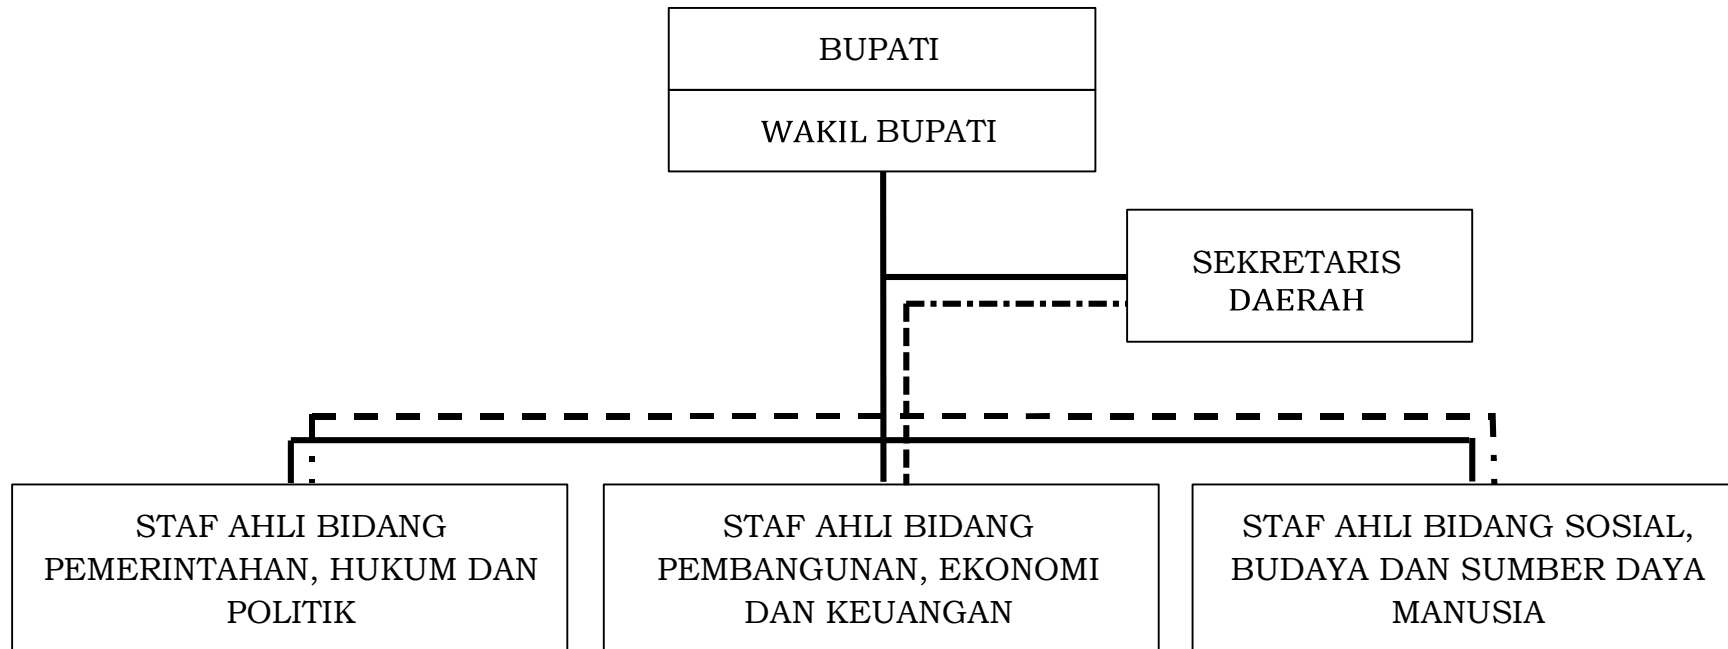 BUPATI
WAKIL BUPATI
SEKRETARIS
DAERAH
STAF AHLI BIDANG
PEMERINTAHAN, HUKUM DAN
POLITIK
STAF AHLI BIDANG
PEMBANGUNAN, EKONOMI
DAN KEUANGAN
STAF AHLI BIDANG SOSIAL,
BUDAYA DAN SUMBER DAYA
MANUSIA